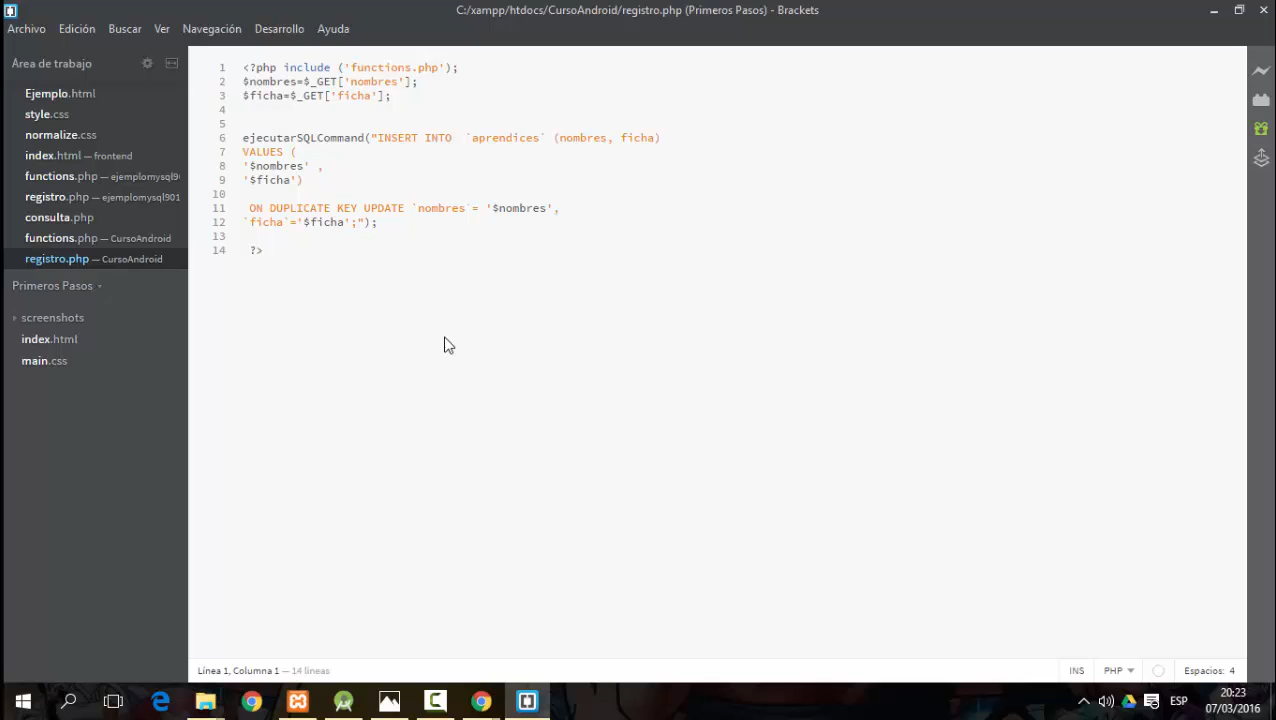 C:/xampp/htdocs/CursoAndroid/registro.php (Primeros Pasos) - Brackets
Archivo Edición Buscar Ver Navegación Desarrollo Ayuda
Área de trabajo
Ejemplo.html
style.css
normalize.css
index.html — frontend
functions.php — ejemplomysql90
registro.php — ejemplomysql901
consulta.php
functions.php — CursoAndroid
registro.php — CursoAndroid
Primeros Pasos
screenshots
index.html
main.css
1 <?php include ('functions.php');
2 $nombres=$_GET['nombres'];
3 $ficha=$_GET['ficha'];
4
5
6 ejecutarSQLCommand("INSERT INTO  `aprendices` (nombres, ficha)
7 VALUES (
8 '$nombres' ,
9 '$ficha')
10
11  ON DUPLICATE KEY UPDATE `nombres`= '$nombres',
12 `ficha`='$ficha';");
13
14  ?>
Línea 1, Columna 1 — 14 líneas
INS PHP Espacios: 4
ESP
20:23
07/03/2016